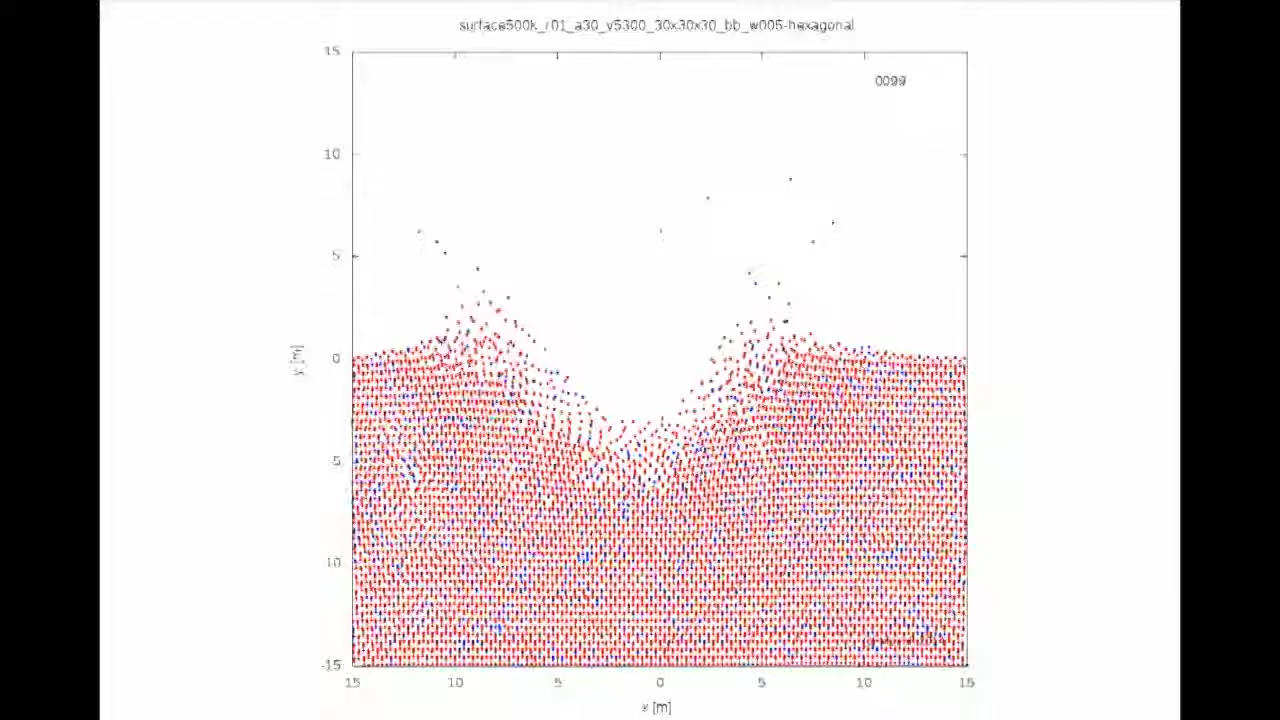 surface500k_r01_a30_v5300_30x30x30_bb_w005-hexagonal
15
0099
10
5
y [m]
0
-5
-10
-15
15 10 5 0 5 10 15
x [m]